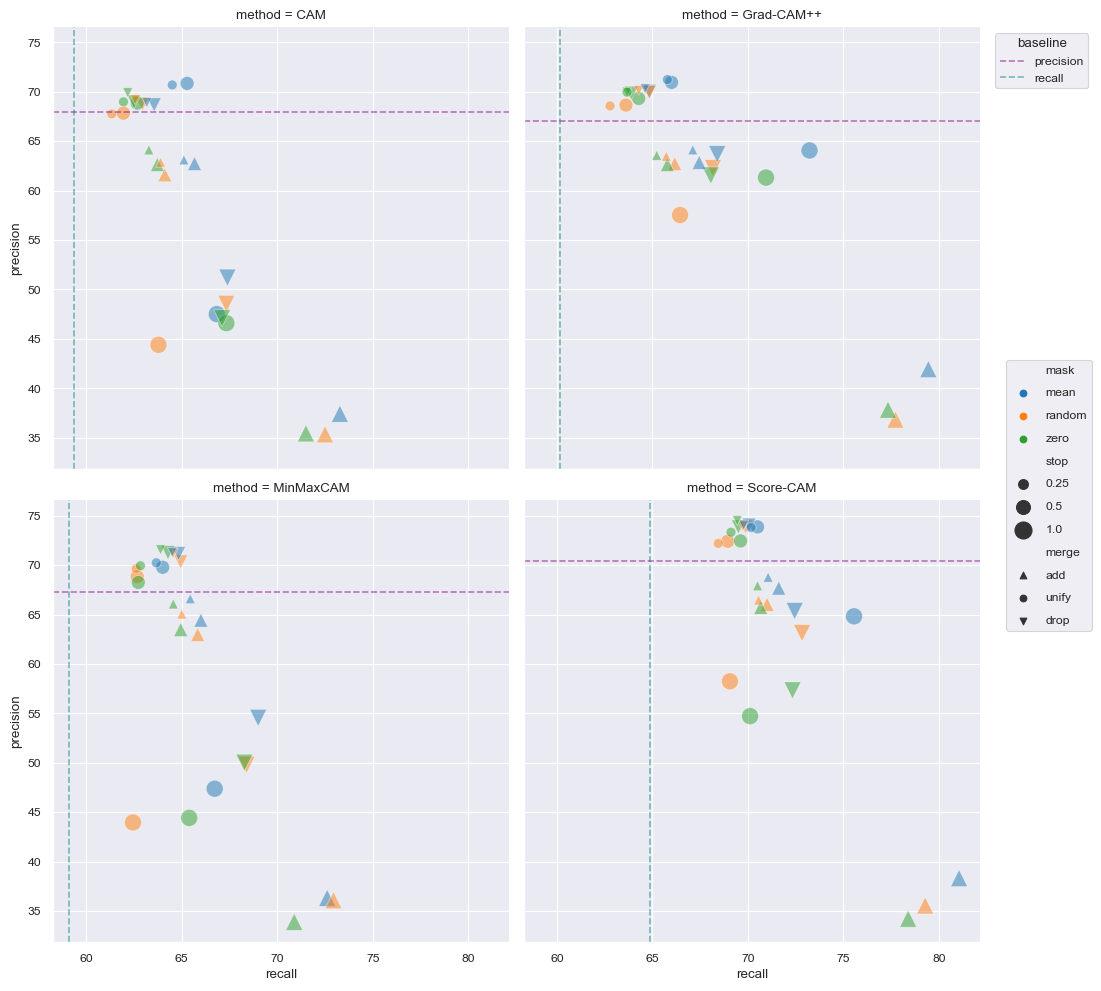 method = CAM
method = Grad-CAM++
75
70
65
60
55
50
45
40
35
precision
baseline
precision
recall
method = MinMaxCAM
method = Score-CAM
75
70
65
60
55
50
45
40
35
precision
60
65
70
75
80
recall
60
65
70
75
80
recall
mask
mean
random
zero
stop
0.25
0.5
1.0
merge
add
unify
drop